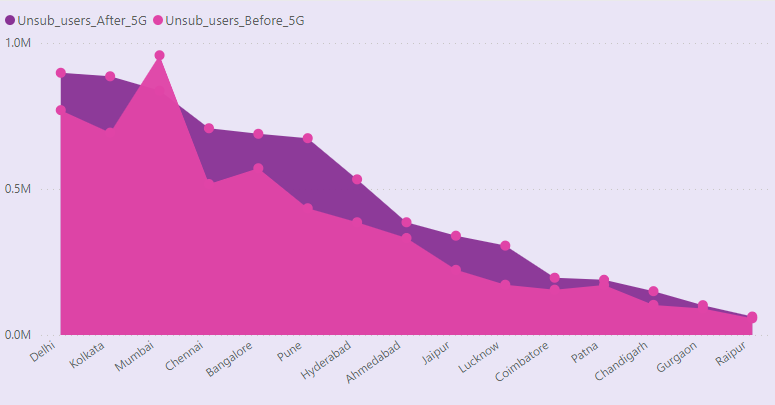 Unsub_users_After_5G Unsub_users_Before_5G
1.0M
0.5M
0.0M
Delhi Kolkata Mumbai Chennai Bangalore Pune Hyderabad Ahmedabad Jaipur Lucknow Coimbatore Patna Chandigarh Gurgaon Raipur